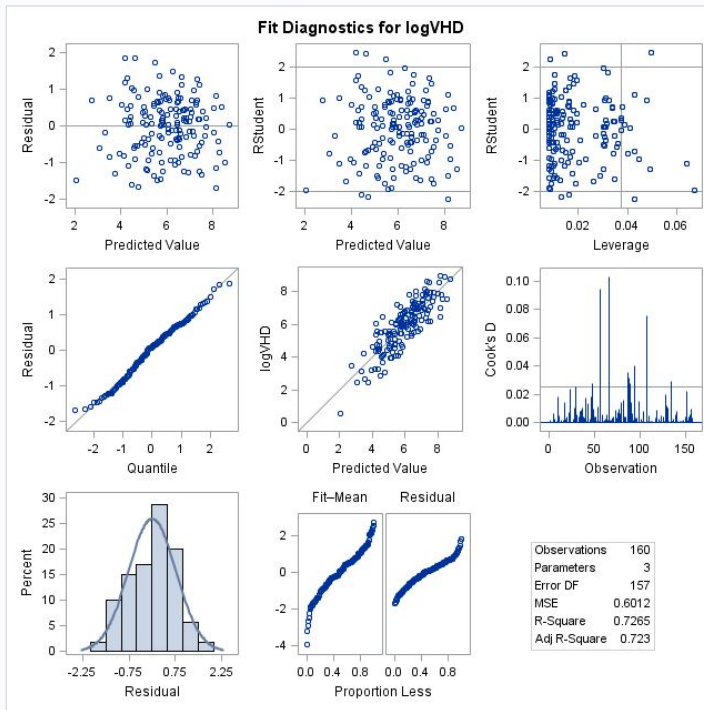 Fit Diagnostics for logVHD
2
1
0
-1
-2
Residual
2 4 6 8
Predicted Value
2
1
0
-1
-2
RStudent
2 4 6 8
Predicted Value
2
1
0
-1
-2
RStudent
0.02 0.04 0.06
Leverage
2
1
0
-1
-2
Residual
-2 -1 0 1 2
Quantile
8
6
4
2
0
logVHD
0 2 4 6 8
Predicted Value
0.10
0.08
0.06
0.04
0.02
0.00
Cook's D
0 50 100 150
Observation
30
25
20
15
10
5
0
Percent
-2.25 -0.75 0.75 2.25
Residual
Fit–Mean Residual
2
0
-2
-4
0.0 0.4 0.8 0.0 0.4 0.8
Proportion Less
Observations 160
Parameters 3
Error DF 157
MSE 0.6012
R-Square 0.7265
Adj R-Square 0.723